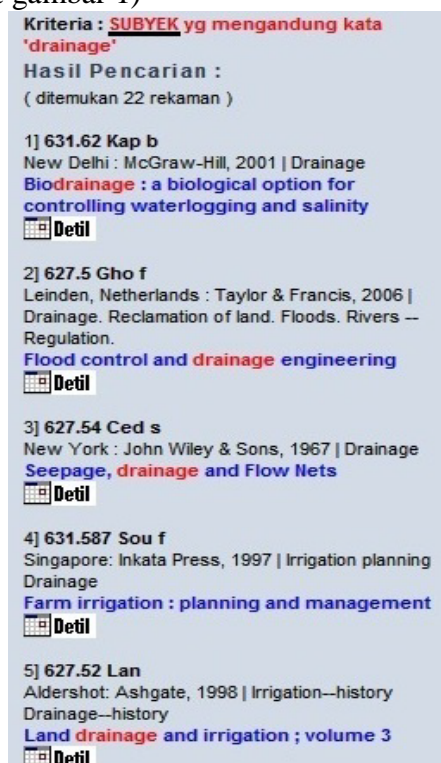 gambar 1)
Kriteria : SUBYEK yg mengandung kata
'drainage'
Hasil Pencarian :
( ditemukan 22 rekaman )
1] 631.62 Kap b
New Delhi : McGraw-Hill, 2001 | Drainage
Biodrainage : a biological option for
controlling waterlogging and salinity
Detil
2] 627.5 Gho f
Leinden, Netherlands : Taylor & Francis, 2006 |
Drainage. Reclamation of land. Floods. Rivers --
Regulation.
Flood control and drainage engineering
Detil
3] 627.54 Ced s
New York : John Wiley & Sons, 1967 | Drainage
Seepage, drainage and Flow Nets
Detil
4] 631.587 Sou f
Singapore: Inkata Press, 1997 | Irrigation planning
Drainage
Farm irrigation : planning and management
Detil
5] 627.52 Lan
Aldershot: Ashgate, 1998 | Irrigation--history
Drainage--history
Land drainage and irrigation ; volume 3
Detil